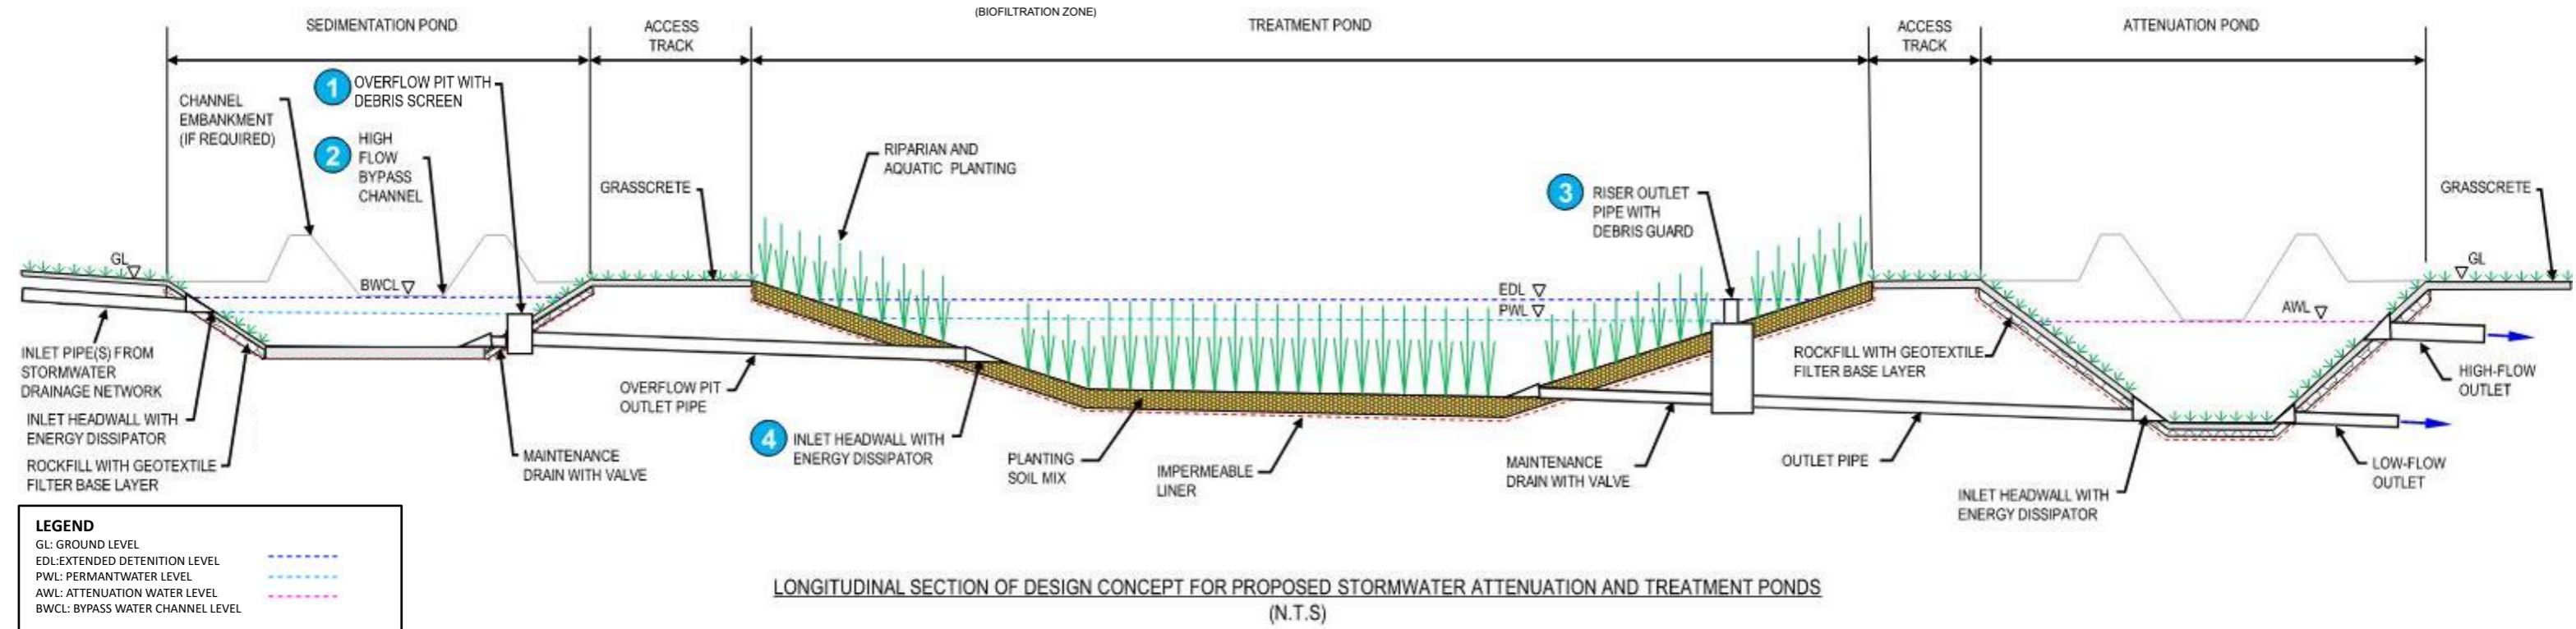 (BIOFILTRATION ZONE)
SEDIMENTATION POND
ACCESS
TRACK
TREATMENT POND
ACCESS
TRACK
ATTENUATION POND
1
OVERFLOW PIT WITH
DEBRIS SCREEN
CHANNEL
EMBANKMENT
(IF REQUIRED)
2
HIGH
FLOW
BYPASS
CHANNEL
GRASSCRETE
RIPARIAN AND
AQUATIC PLANTING
3
RISER OUTLET
PIPE WITH
DEBRIS GUARD
GRASSCRETE
GL
BWCL
EDL
PWL
AWL
GL
INLET PIPE(S) FROM
STORMWATER
DRAINAGE NETWORK
INLET HEADWALL WITH
ENERGY DISSIPATOR
ROCKFILL WITH GEOTEXTILE
FILTER BASE LAYER
MAINTENANCE
DRAIN WITH VALVE
OVERFLOW PIT
OUTLET PIPE
4
INLET HEADWALL WITH
ENERGY DISSIPATOR
PLANTING
SOIL MIX
IMPERMEABLE
LINER
MAINTENANCE
DRAIN WITH VALVE
OUTLET PIPE
ROCKFILL WITH GEOTEXTILE
FILTER BASE LAYER
INLET HEADWALL WITH
ENERGY DISSIPATOR
HIGH-FLOW
OUTLET
LOW-FLOW
OUTLET
LEGEND
GL: GROUND LEVEL
EDL:EXTENDED DETENITION LEVEL
PWL: PERMANTWATER LEVEL
AWL: ATTENUATION WATER LEVEL
BWCL: BYPASS WATER CHANNEL LEVEL
LONGITUDINAL SECTION OF DESIGN CONCEPT FOR PROPOSED STORMWATER ATTENUATION AND TREATMENT PONDS
(N.T.S)